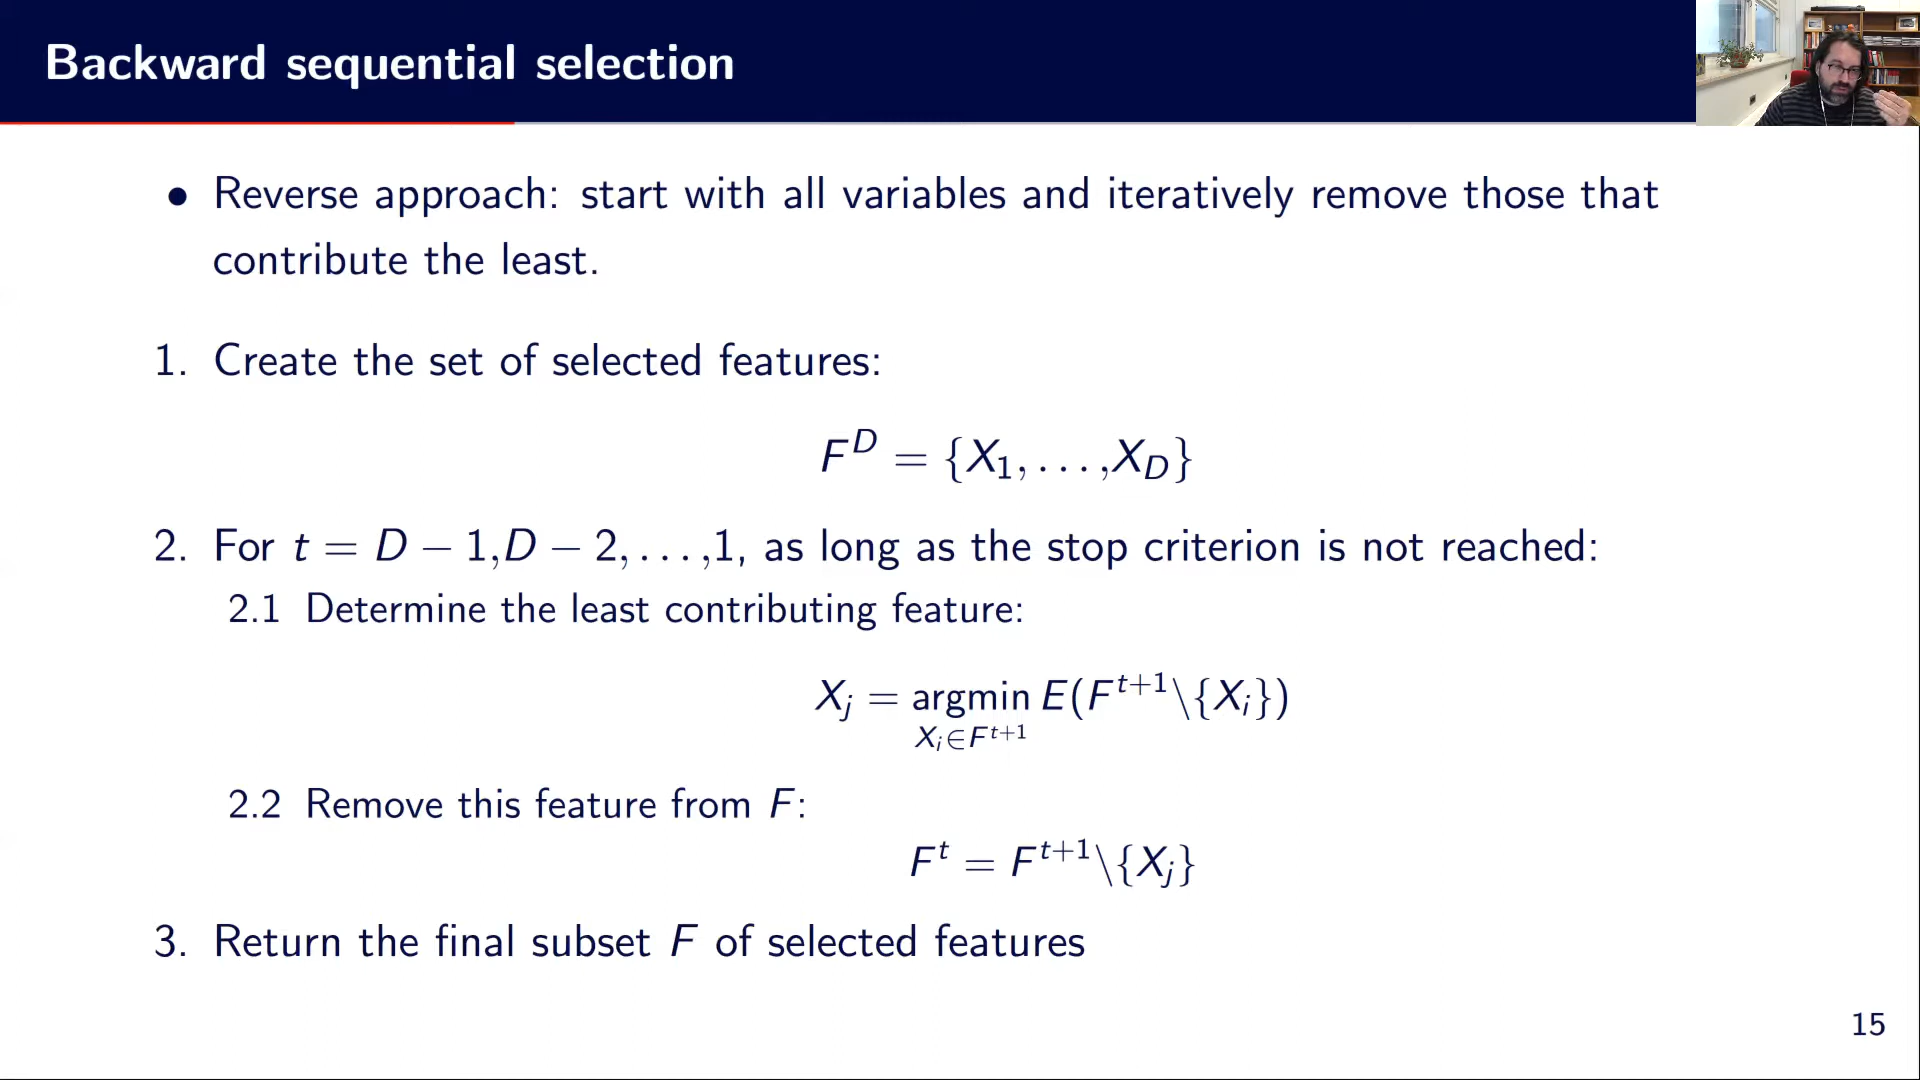 Backward sequential selection
• Reverse approach: start with all variables and iteratively remove those that
contribute the least.
1. Create the set of selected features:
F^D = {X_1, . . . ,X_D}
2. For t = D − 1,D − 2, . . . ,1, as long as the stop criterion is not reached:
2.1 Determine the least contributing feature:
X_j = argmin E(F^{t+1}\{X_i})
X_i∈F^{t+1}
2.2 Remove this feature from F:
F^t = F^{t+1}\{X_j}
3. Return the final subset F of selected features
15